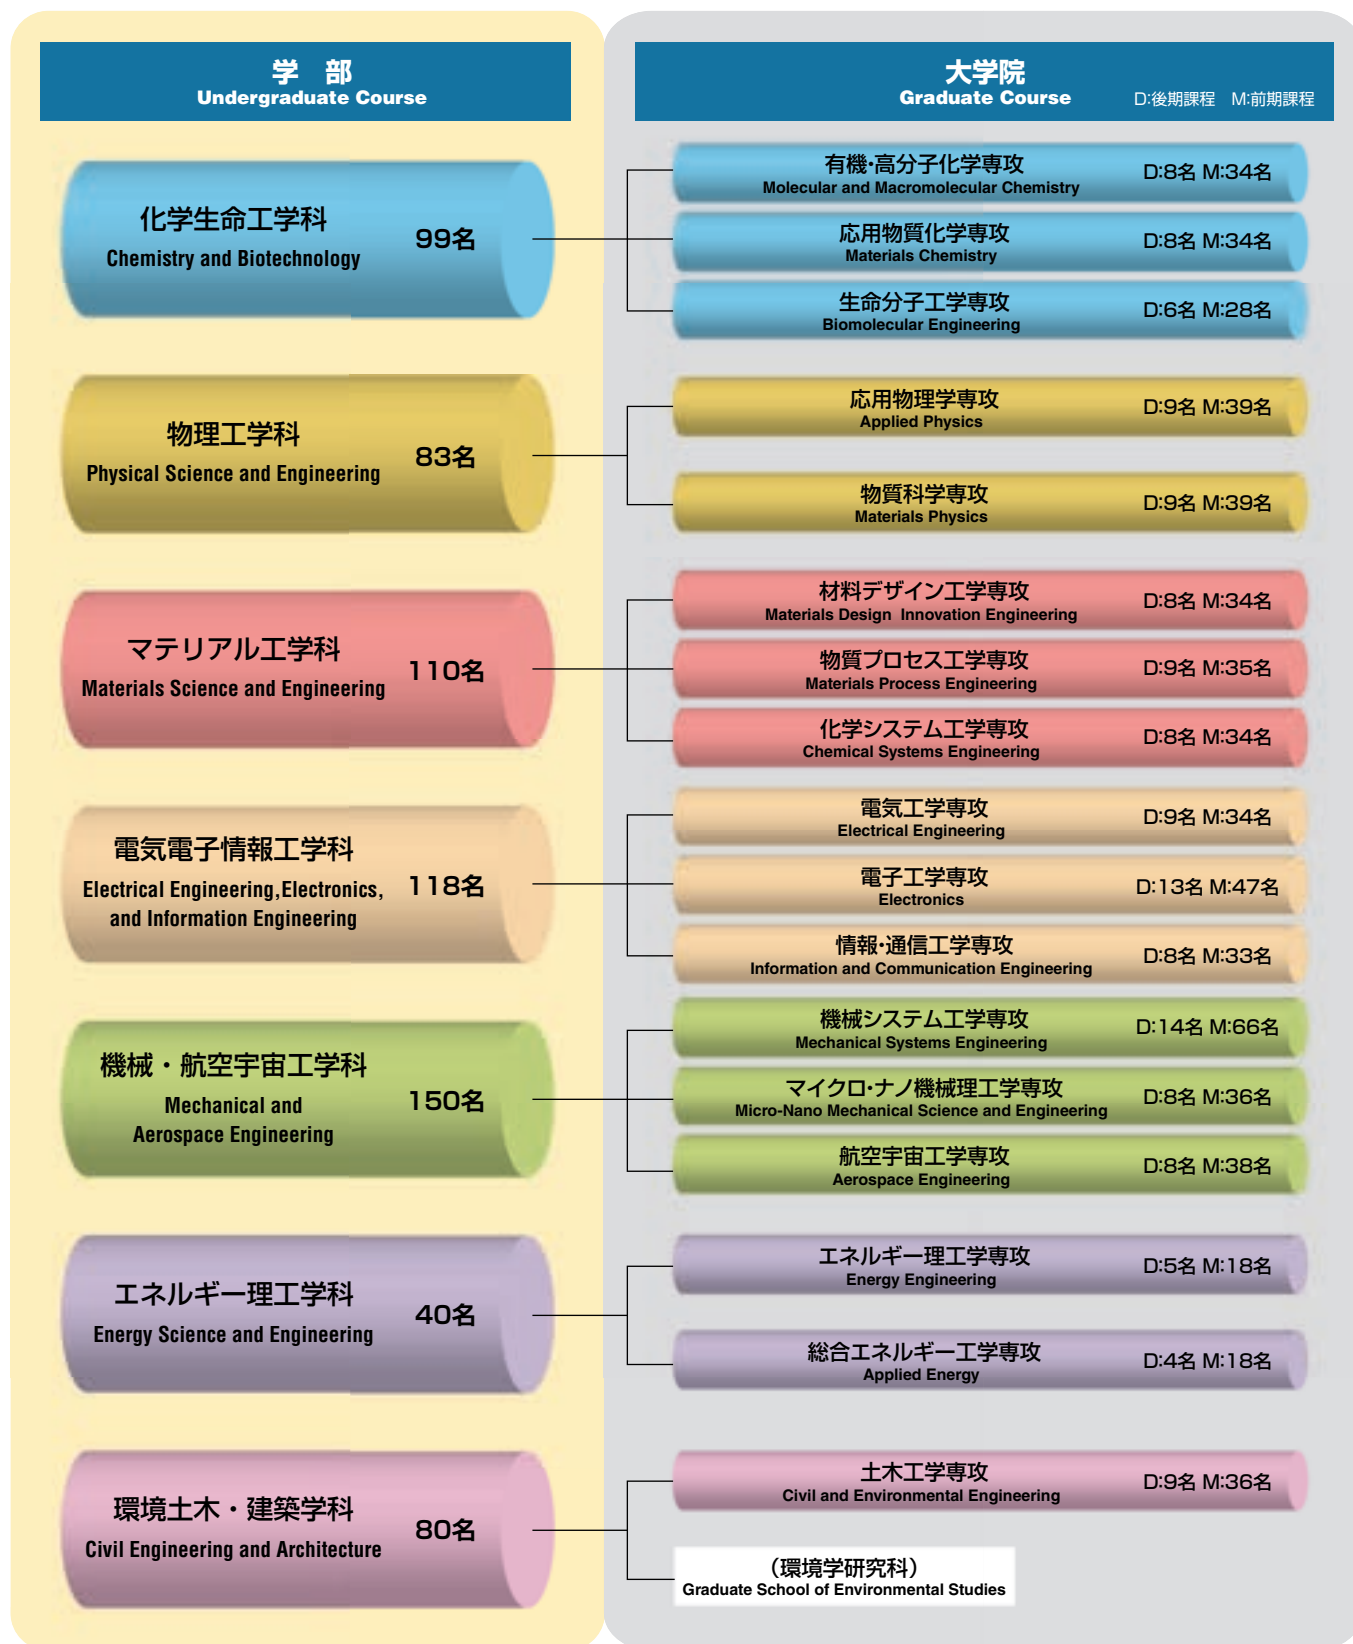 学 部
Undergraduate Course
大学院
Graduate Course
D:後期課程 M:前期課程
化学生命工学科
Chemistry and Biotechnology
99名
有機・高分子化学専攻
Molecular and Macromolecular Chemistry
D:8名 M:34名
応用物質化学専攻
Materials Chemistry
D:8名 M:34名
生命分子工学専攻
Biomolecular Engineering
D:6名 M:28名
物理工学科
Physical Science and Engineering
83名
応用物理学専攻
Applied Physics
D:9名 M:39名
物質科学専攻
Materials Physics
D:9名 M:39名
マテリアル工学科
Materials Science and Engineering
110名
材料デザイン工学専攻
Materials Design Innovation Engineering
D:8名 M:34名
物質プロセス工学専攻
Materials Process Engineering
D:9名 M:35名
化学システム工学専攻
Chemical Systems Engineering
D:8名 M:34名
電気電子情報工学科
Electrical Engineering,Electronics,
and Information Engineering
118名
電気工学専攻
Electrical Engineering
D:9名 M:34名
電子工学専攻
Electronics
D:13名 M:47名
情報・通信工学専攻
Information and Communication Engineering
D:8名 M:33名
機械・航空宇宙工学科
Mechanical and
Aerospace Engineering
150名
機械システム工学専攻
Mechanical Systems Engineering
D:14名 M:66名
マイクロ・ナノ機械理工学専攻
Micro-Nano Mechanical Science and Engineering
D:8名 M:36名
航空宇宙工学専攻
Aerospace Engineering
D:8名 M:38名
エネルギー理工学科
Energy Science and Engineering
40名
エネルギー理工学専攻
Energy Engineering
D:5名 M:18名
総合エネルギー工学専攻
Applied Energy
D:4名 M:18名
環境土木・建築学科
Civil Engineering and Architecture
80名
土木工学専攻
Civil and Environmental Engineering
D:9名 M:36名
（環境学研究科）
Graduate School of Environmental Studies